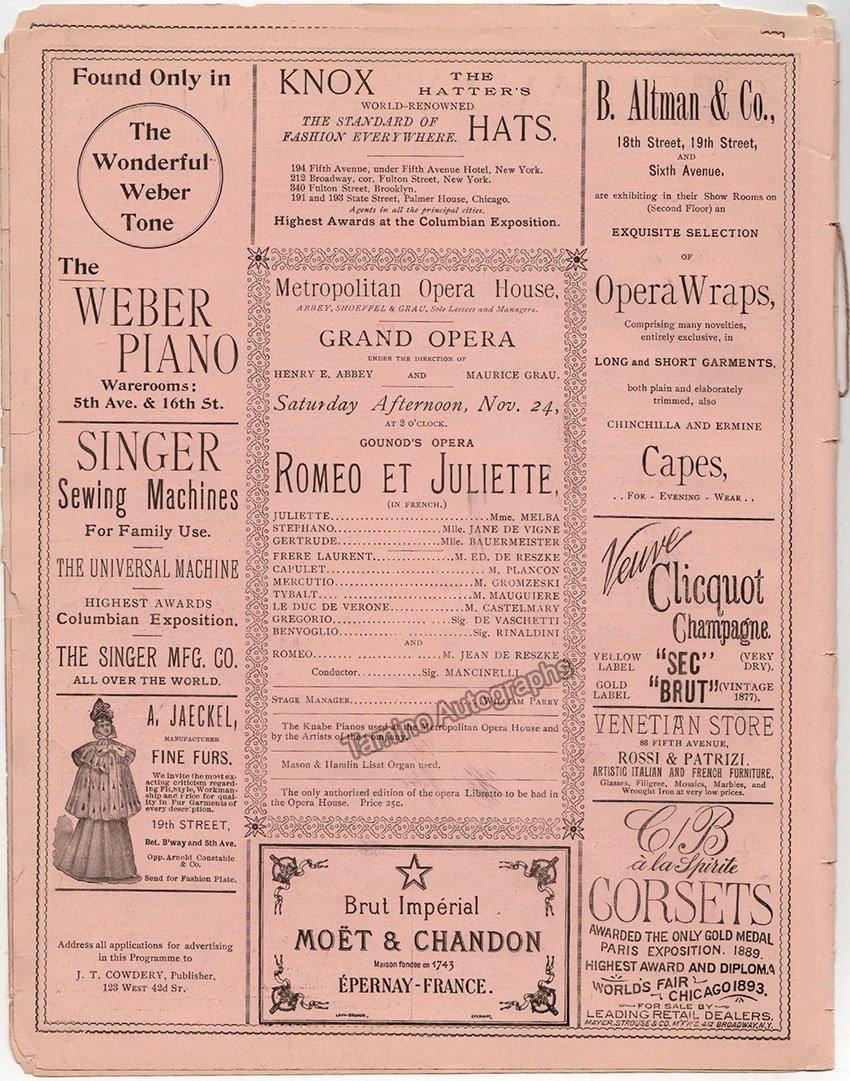 Found Only in
The
Wonderful
Weber
Tone
The
WEBER
PIANO
Warerooms:
5th Ave. & 16th St.
SINGER
Sewing Machines
For Family Use.
THE UNIVERSAL MACHINE
HIGHEST AWARDS
Columbian Exposition.
THE SINGER MFG. CO.
ALL OVER THE WORLD.
A. JAECKEL,
MANUFACTURER
FINE FURS.
We invite the most ex-
acting criticism regard-
ing Fit, Style, Workman-
ship and Price for qual-
ity in Fur Garments of
every description.
19th STREET,
Bet. B'way and 5th Ave.
Opp. Arnold Constable
& Co.
Send for Fashion Plate.
Address all applications for advertising
in this Programme to
J. T. COWDERY, Publisher,
123 WEST 42d ST.
KNOX THE
HATTER'S
WORLD-RENOWNED
THE STANDARD OF
FASHION EVERYWHERE. HATS.
194 Fifth Avenue, under Fifth Avenue Hotel, New York.
212 Broadway, cor. Fulton Street, New York.
340 Fulton Street, Brooklyn.
191 and 193 State Street, Palmer House, Chicago.
Agents in all the principal cities.
Highest Awards at the Columbian Exposition.
Metropolitan Opera House,
ABBEY, SHOEFFEL & GRAU, Sole Lessees and Managers.
GRAND OPERA
UNDER THE DIRECTION OF
HENRY E. ABBEY AND MAURICE GRAU.
Saturday Afternoon, Nov. 24,
AT 2 O'CLOCK.
GOUNOD'S OPERA
ROMEO ET JULIETTE,
(IN FRENCH.)
JULIETTE........Mme. MELBA
STEPHANO........Mlle. JANE DE VIGNE
GERTRUDE........Mlle. BAUERMEISTER
FRERE LAURENT........M. ED. DE RESZKE
CAPULET........M. PLANCON
MERCUTIO........M. GROMZESKI
TYBALT........M. MAUGUIERE
LE DUC DE VERONE........M. CASTELMARY
GREGORIO........Sig. DE VASCHETTI
BENVOGLIO........Sig. RINALDINI
AND
ROMEO........M. JEAN DE RESZKE
Conductor........Sig. MANCINELLI
STAGE MANAGER........WILLIAM PARRY
The Knabe Pianos used at the Metropolitan Opera House and
by the Artists of the Company.
Mason & Hamlin Liszt Organ used.
The only authorized edition of the opera Libretto to be had in
the Opera House. Price 25c.
Tamino Autographs
Brut Impérial
MOËT & CHANDON
Maison fondée en 1743
ÉPERNAY-FRANCE.
B. Altman & Co.,
18th Street, 19th Street,
AND
Sixth Avenue,
are exhibiting in their Show Rooms on
(Second Floor) an
EXQUISITE SELECTION
OF
Opera Wraps,
Comprising many novelties,
entirely exclusive, in
LONG and SHORT GARMENTS,
both plain and elaborately
trimmed, also
CHINCHILLA AND ERMINE
Capes,
..FOR - EVENING - WEAR..
Veuve
Clicquot
Champagne.
YELLOW LABEL "SEC" (VERY DRY).
GOLD LABEL "BRUT" (VINTAGE 1877).
VENETIAN STORE
86 FIFTH AVENUE,
ROSSI & PATRIZI.
ARTISTIC ITALIAN AND FRENCH FURNITURE,
Glasses, Filigree, Mosaics, Marbles, and
Wrought Iron at very low prices.
C/B
à la Spirite
CORSETS
AWARDED THE ONLY GOLD MEDAL
PARIS EXPOSITION. 1889.
HIGHEST AWARD AND DIPLOMA
WORLD'S FAIR CHICAGO 1893.
FOR SALE BY
LEADING RETAIL DEALERS.
MAYER, STROUSE & CO. M'F'RS. 412 BROADWAY, N.Y.